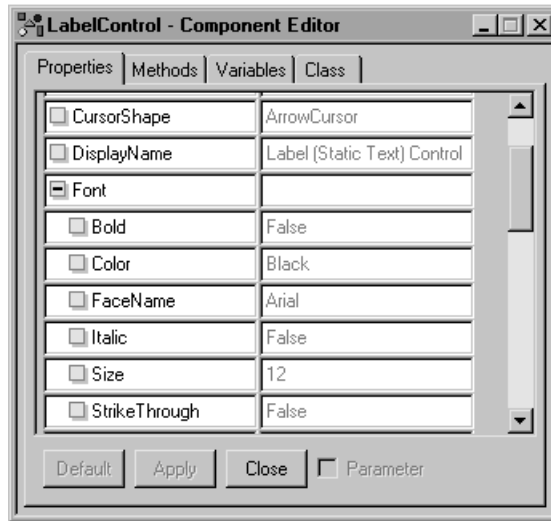 LabelControl - Component Editor
Properties Methods Variables Class
CursorShape ArrowCursor
DisplayName Label (Static Text) Control
Font
Bold False
Color Black
FaceName Arial
Italic False
Size 12
StrikeThrough False
Default Apply Close Parameter